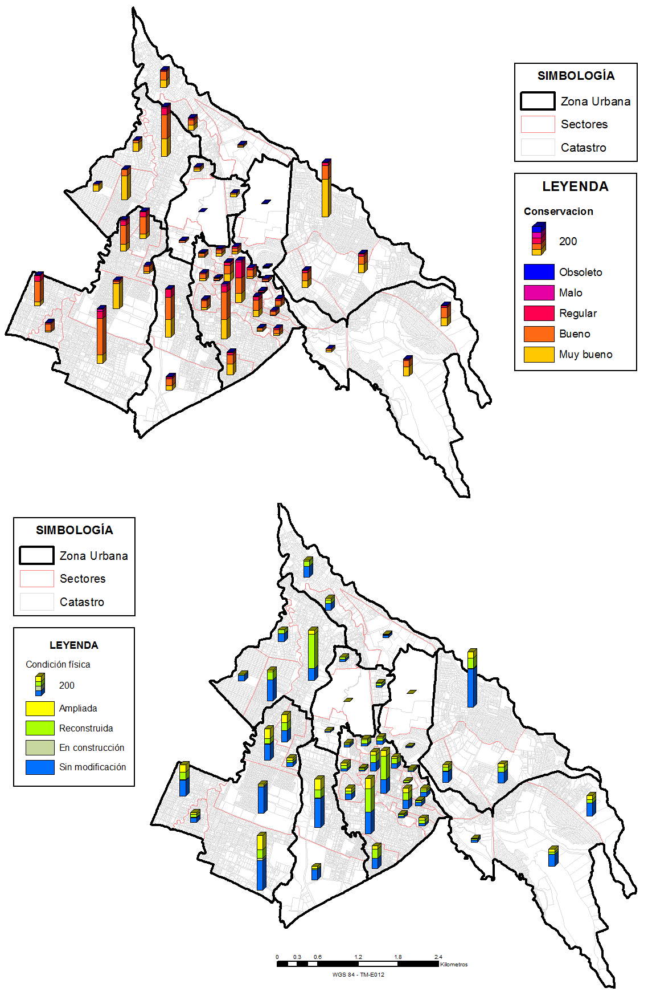 SIMBOLOGÍA
Zona Urbana
Sectores
Catastro
LEYENDA
Conservacion
200
Obsoleto
Malo
Regular
Bueno
Muy bueno
SIMBOLOGÍA
Zona Urbana
Sectores
Catastro
LEYENDA
Condición física
200
Ampliada
Reconstruida
En construcción
Sin modificación
0 0.3 0.6 1.2 1.8 2.4
Kilometros
WGS 84 - TM-E012